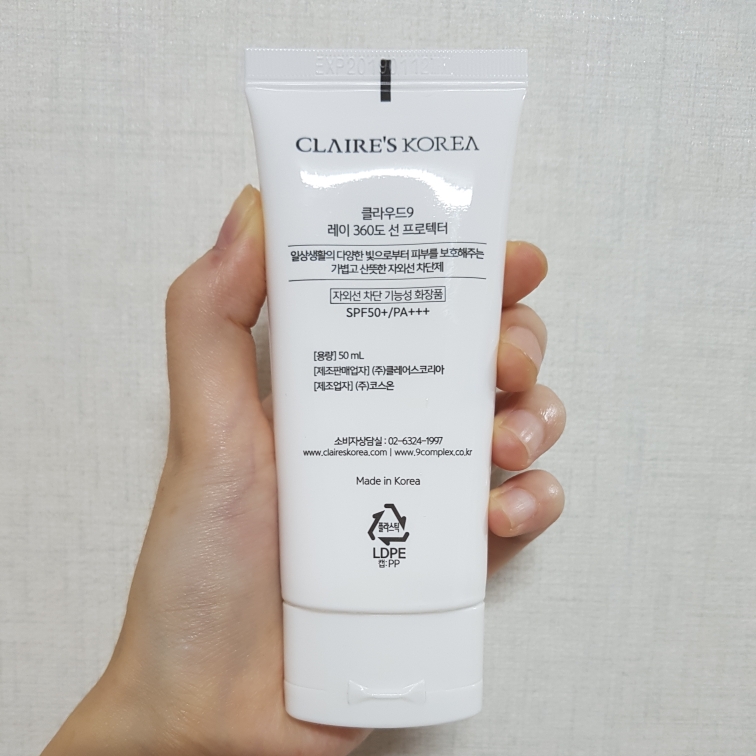 CLAIRE'S KOREA
클라우드9
레이 360도 선 프로텍터
일상생활의 다양한 빛으로부터 피부를 보호해주는
가볍고 산뜻한 자외선 차단제
자외선 차단 기능성 화장품
SPF50+/PA+++
[용량] 50 mL
[제조판매업자] (주)클레어스코리아
[제조업자] (주)코스온
소비자상담실 : 02-6324-1997
www.claireskorea.com | www.9complex.co.kr
Made in Korea
플라스틱
LDPE
캡:PP